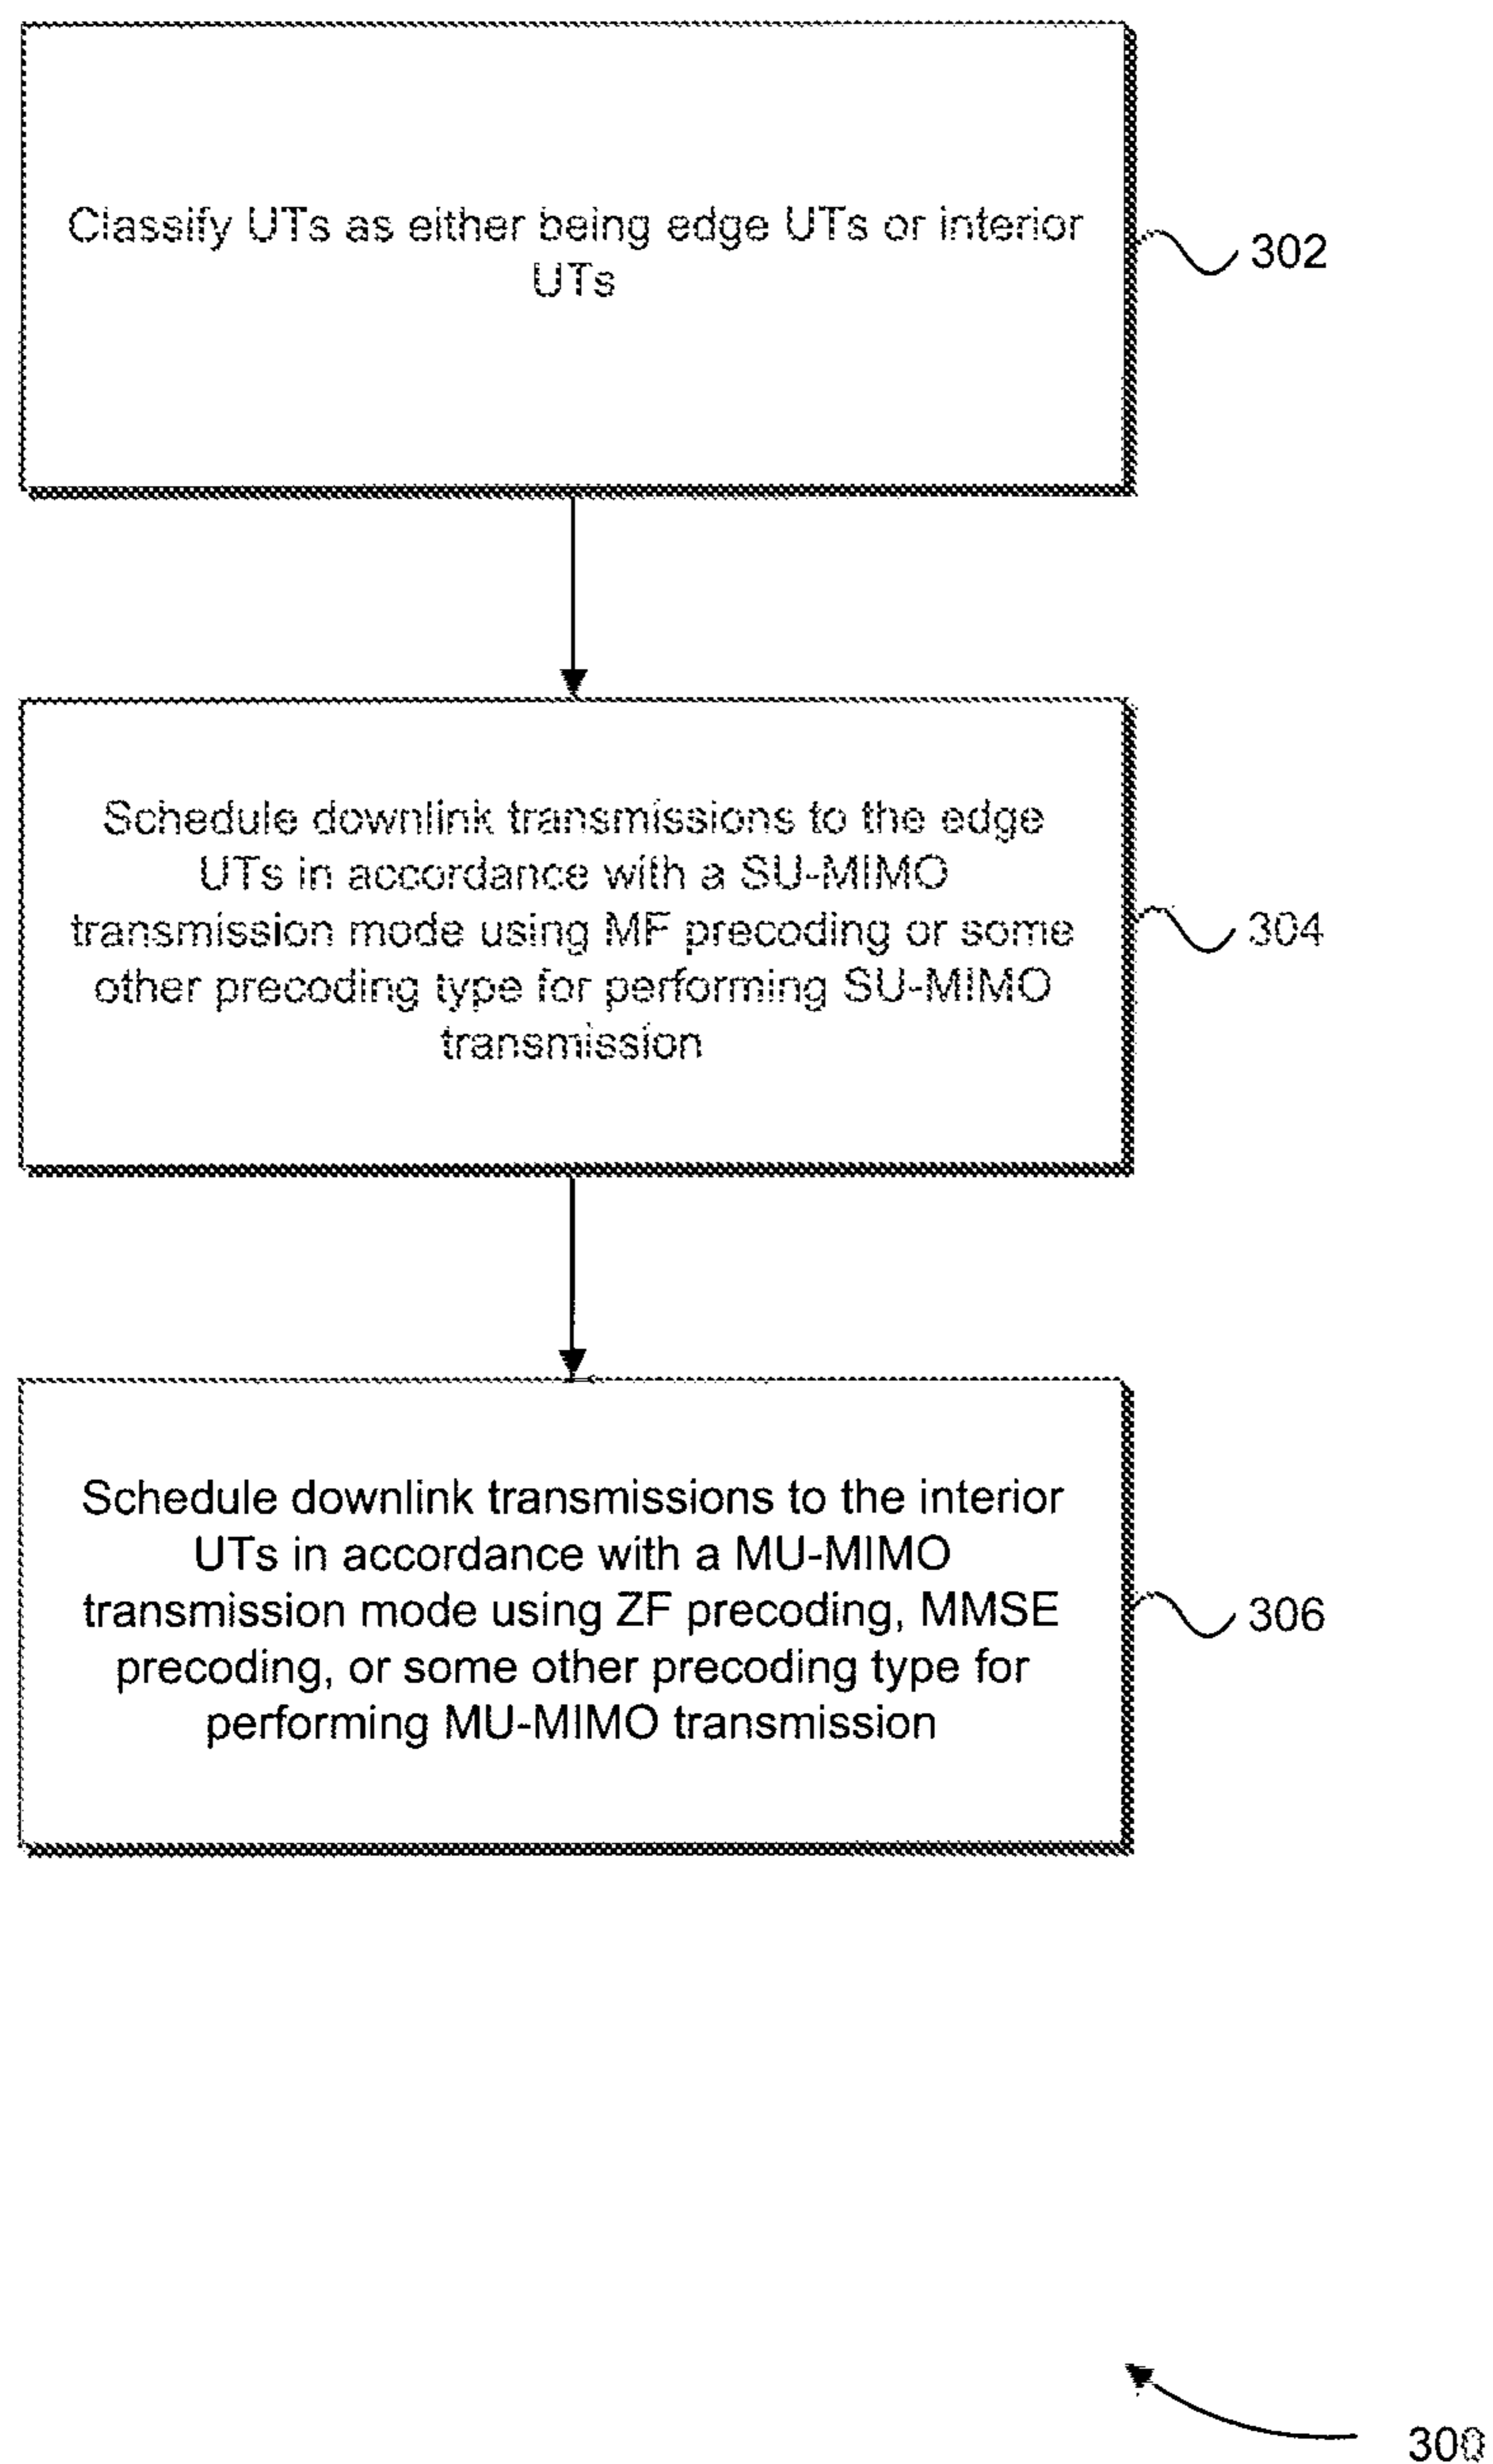 Classify UTs as either being edge UTs or interior
UTs
302
Schedule downlink transmissions to the edge
UTs in accordance with a SU-MIMO
transmission mode using MF precoding or some
other precoding type for performing SU-MIMO
transmission
304
Schedule downlink transmissions to the interior
UTs in accordance with a MU-MIMO
transmission mode using ZF precoding, MMSE
precoding, or some other precoding type for
performing MU-MIMO transmission
306
300